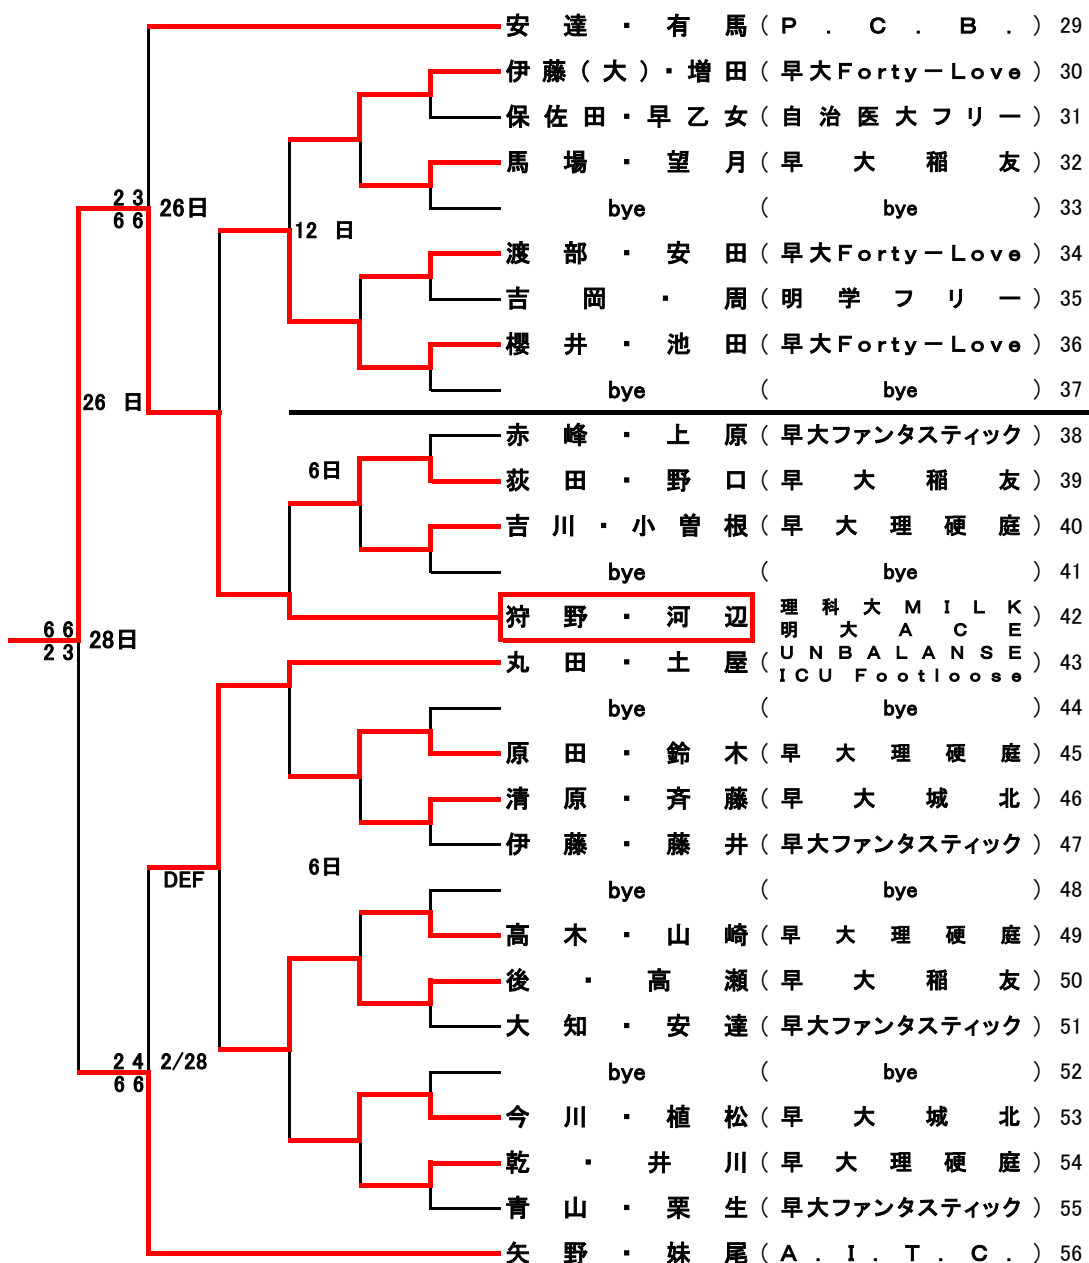 安達・有馬（P．C．B．）29
伊藤（大）・増田（早大Forty－Love）30
保佐田・早乙女（自治医大フリー）31
馬場・望月（早大稲友）32
23
66
26日
bye（bye）33
12 日
渡部・安田（早大Forty－Love）34
吉岡・周（明学フリー）35
櫻井・池田（早大Forty－Love）36
bye（bye）37
26 日
赤峰・上原（早大ファンタスティック）38
6日
荻田・野口（早大稲友）39
吉川・小曽根（早大理硬庭）40
bye（bye）41
狩野・河辺
理科大MILK
明大ACE
）42
66
23
28日
丸田・土屋（
UNBALANSE
ICU Footloose
）43
bye（bye）44
原田・鈴木（早大理硬庭）45
清原・斉藤（早大城北）46
伊藤・藤井（早大ファンタスティック）47
6日
DEF
bye（bye）48
高木・山崎（早大理硬庭）49
後・高瀬（早大稲友）50
大知・安達（早大ファンタスティック）51
24
66
2/28
bye（bye）52
今川・植松（早大城北）53
乾・井川（早大理硬庭）54
青山・栗生（早大ファンタスティック）55
矢野・妹尾（A．I．T．C．）56